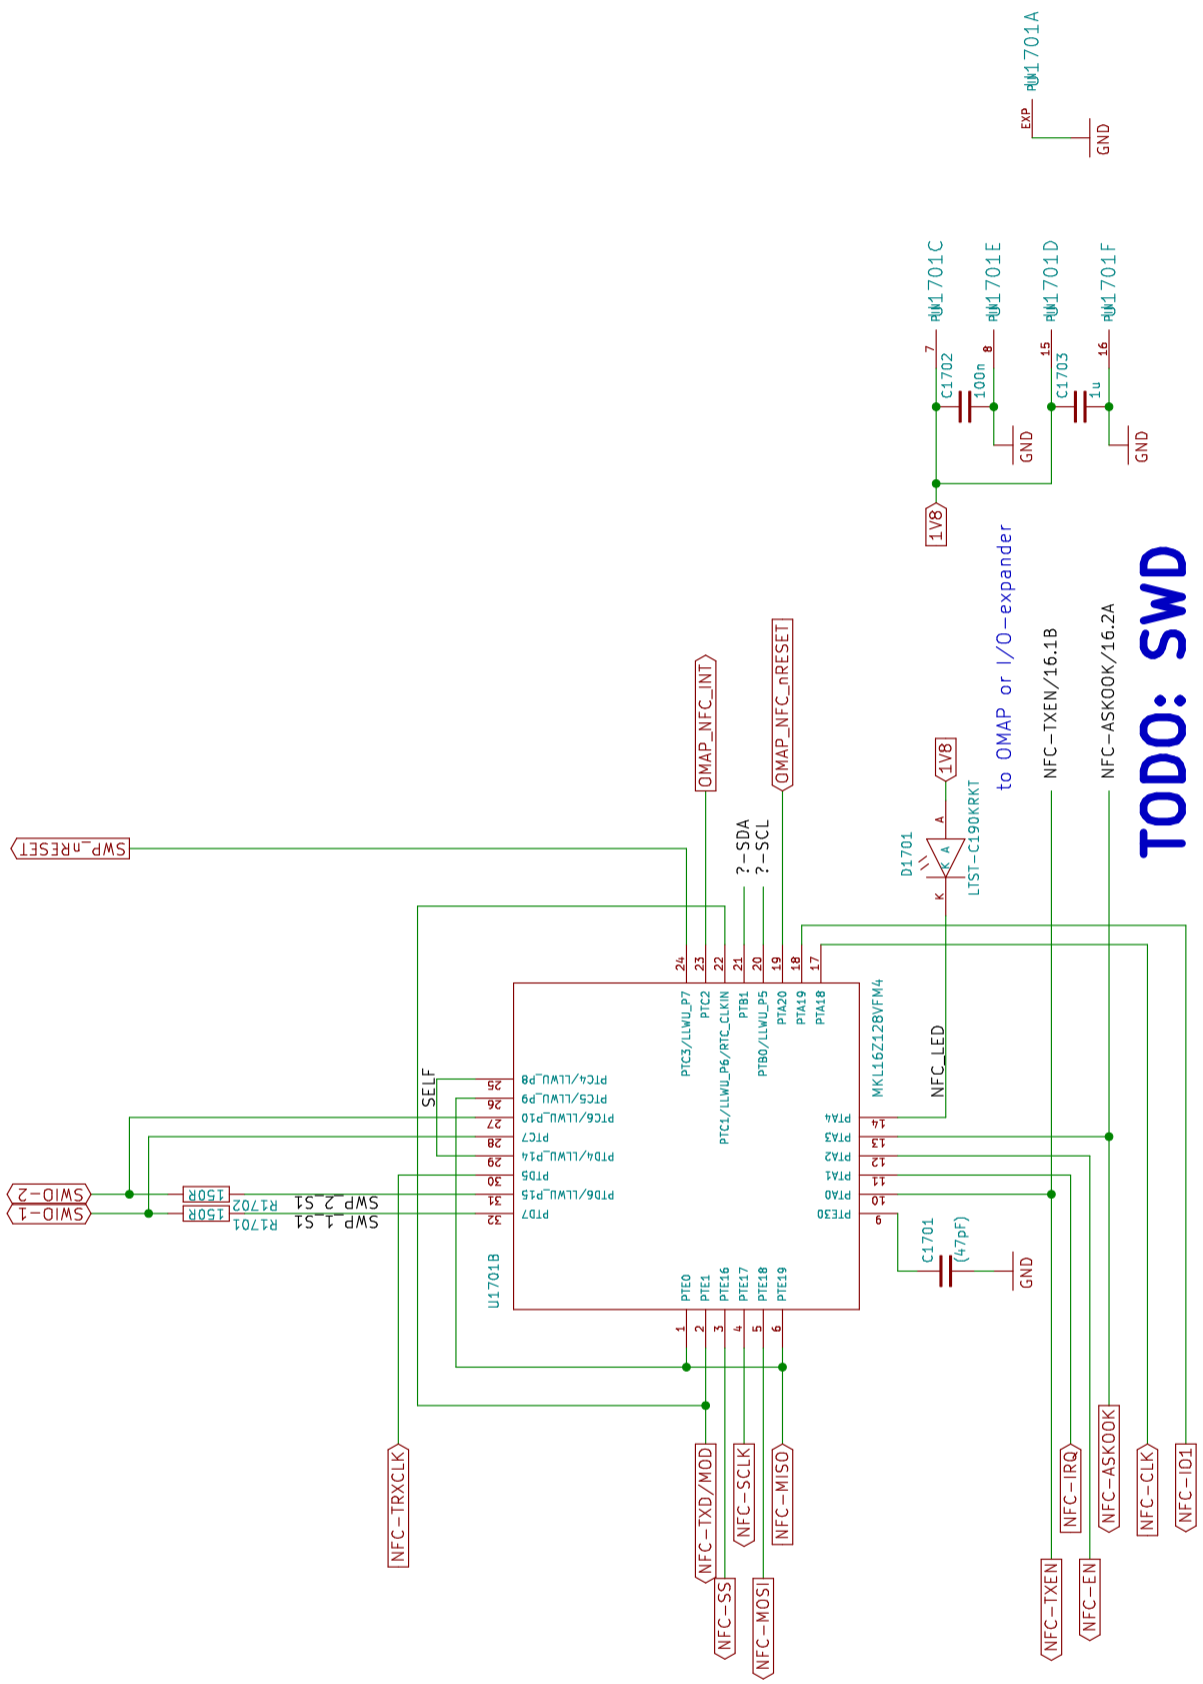 SWP_nRESET
SWIO-2
SWIO-1
150R
R1702
150R
R1701
SWP_2_S1
SWP_1_S1
SELF
25
26
27
28
29
30
31
32
PTC4/LLWU_P8
PTC5/LLWU_P9
PTC6/LLWU_P10
PTC7
PTD4/LLWU_P14
PTD5
PTD6/LLWU_P15
PTD7
U1701B
NFC-TRXCLK
OMAP_NFC_INT
?-SDA
?-SCL
OMAP_NFC_nRESET
24
23
22
21
20
19
18
17
PTC3/LLWU_P7
PTC2
PTC1/LLWU_P6/RTC_CLKIN
PTB1
PTB0/LLWU_P5
PTA20
PTA19
PTA18
MKL16Z128VFM4
PTE0
PTE1
PTE16
PTE17
PTE18
PTE19
1
2
3
4
5
6
NFC-TXD/MOD
NFC-SS
NFC-SCLK
NFC-MOSI
NFC-MISO
PTA4
PTA3
PTA2
PTA1
PTA0
PTE30
14
13
12
11
10
9
NFC_LED
D1701
K
K A
A
LTST-C190KRKT
1V8
C1701
(47pF)
GND
to OMAP or I/O-expander
NFC-TXEN/16.1B
NFC-ASKOOK/16.2A
NFC-TXEN
NFC-IRQ
NFC-EN
NFC-ASKOOK
NFC-CLK
NFC-IO1
TODO: SWD
1V8
7
PIN
U1701C
C1702
100n
8
PIN
U1701E
GND
15
PIN
U1701D
C1703
1u
16
PIN
U1701F
GND
EXP
PIN
U1701A
GND